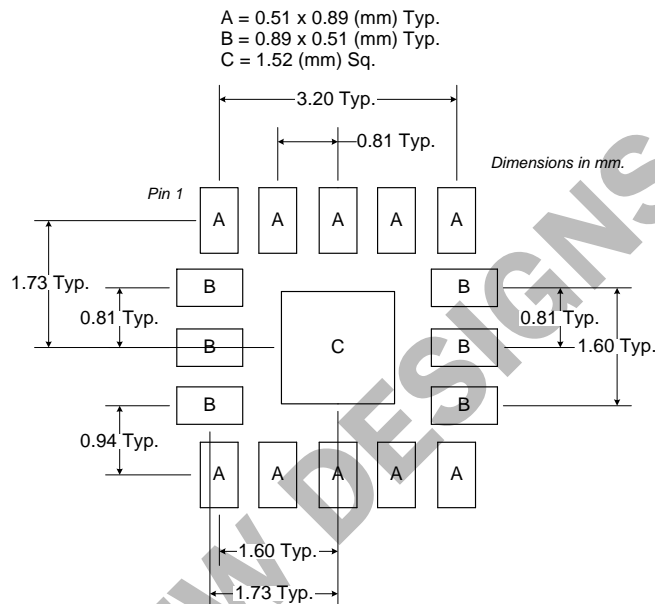 A = 0.51 x 0.89 (mm) Typ.
B = 0.89 x 0.51 (mm) Typ.
C = 1.52 (mm) Sq.
3.20 Typ.
0.81 Typ.
Dimensions in mm.
Pin 1
A A A A A
1.73 Typ.
B B
0.81 Typ. 0.81 Typ.
B C B
1.60 Typ.
B B
0.94 Typ.
A A A A A
1.60 Typ.
1.73 Typ.
W DESIGNS